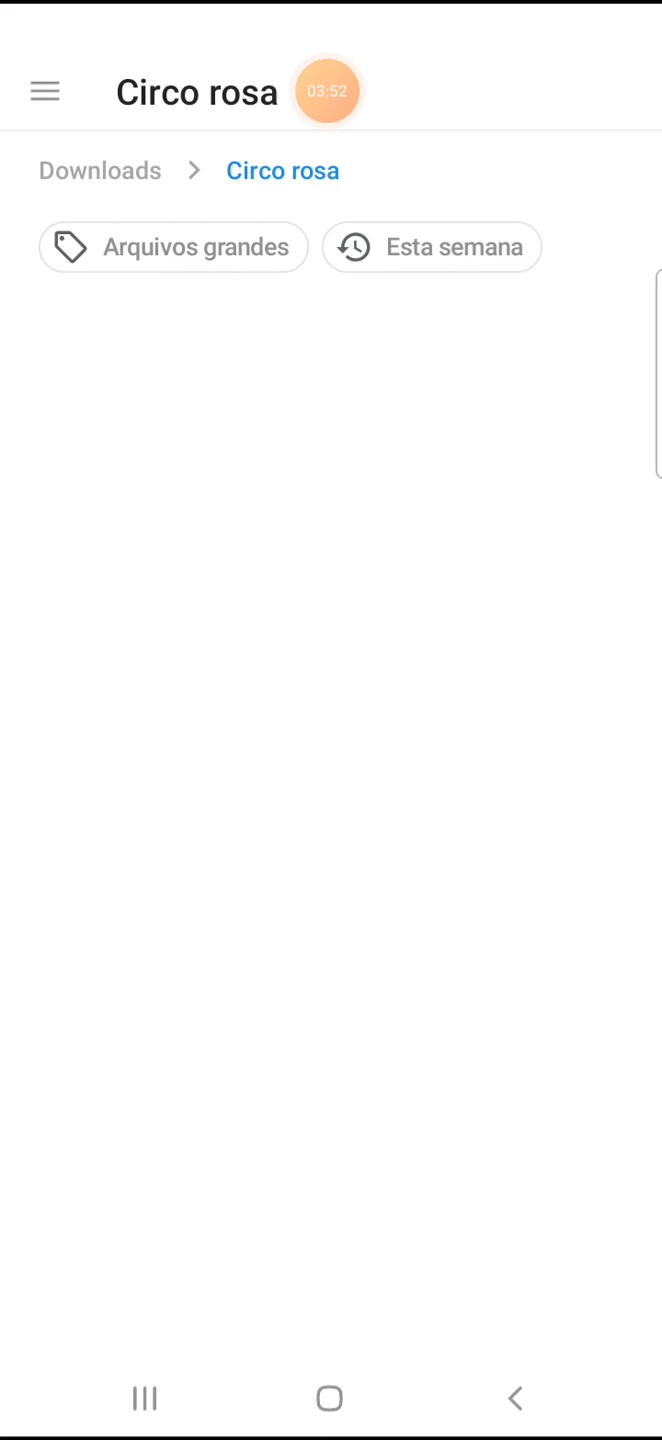 Circo rosa
03:52
Downloads > Circo rosa
Arquivos grandes
Esta semana